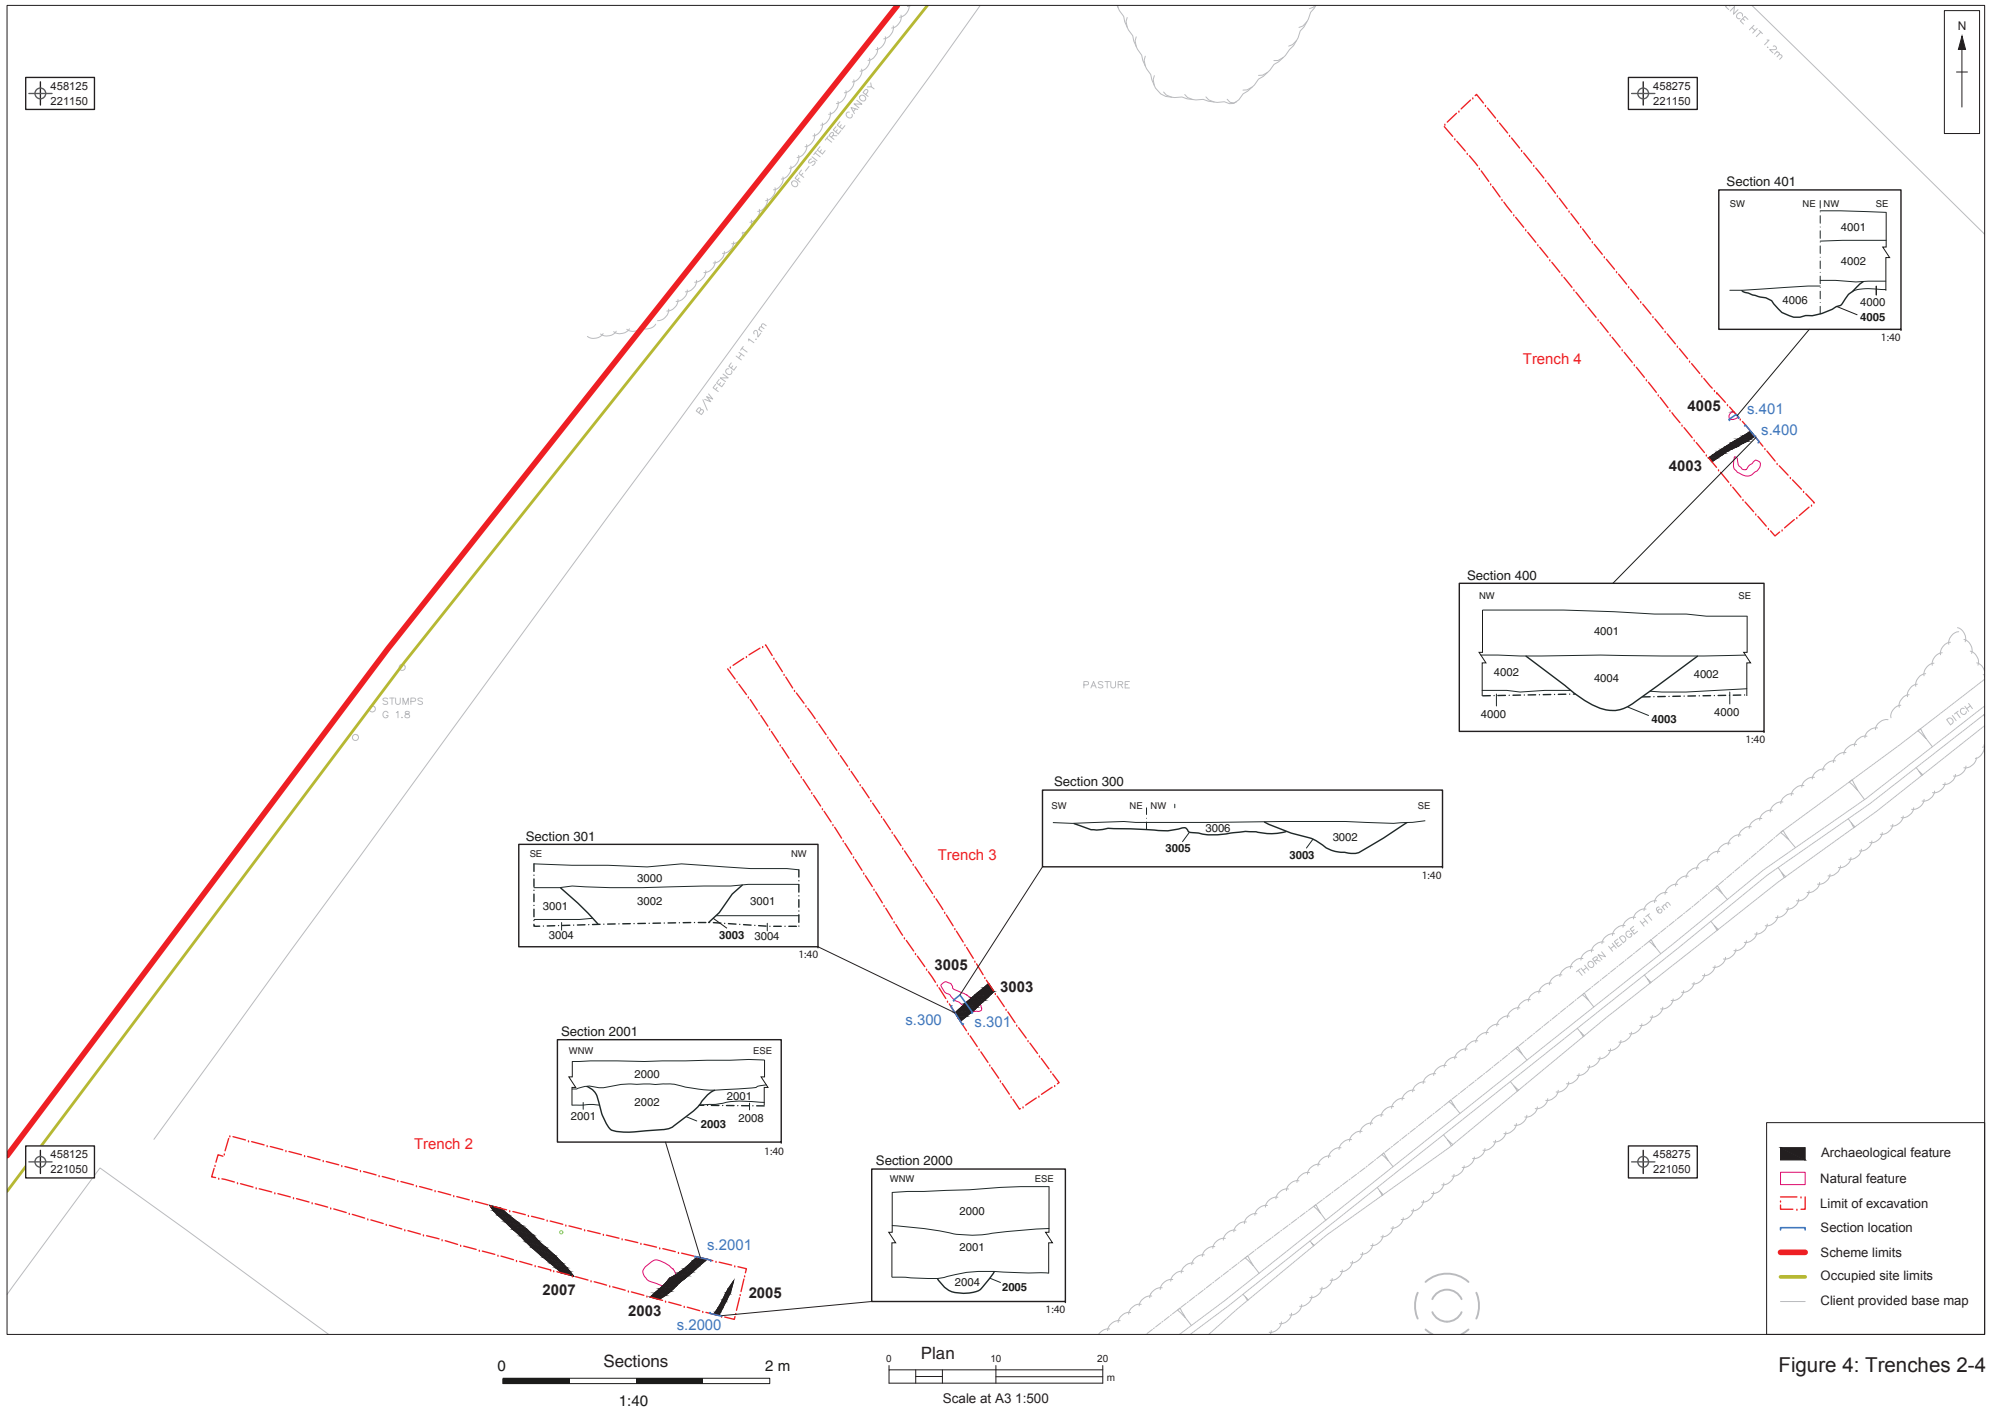 ENCE HT 1.2m
N
458125
221150
458275
221150
OFF-SITE TREE CANOPY
Section 401
SW NE NW SE
4001
4002
4006
4000
4005
1:40
B/W FENCE HT 1.2m
Trench 4
4005
s.401
s.400
4003
Section 400
NW SE
4001
4002
4004
4002
4000
4003
4000
1:40
STUMPS
G 1.8
PASTURE
DITCH
THORN HEDGE HT 6m
Section 300
SW NE NW SE
3006
3002
3005
3003
1:40
Section 301
SE NW
3000
3001
3002
3001
3004
3003
3004
1:40
Trench 3
3005
3003
s.300
s.301
Section 2001
WNW ESE
2000
2002
2001
2001
2003
2008
1:40
458125
221050
Trench 2
Section 2000
WNW ESE
2000
2001
2004
2005
1:40
458275
221050
s.2001
2007
2003
2005
s.2000
Archaeological feature
Natural feature
Limit of excavation
Section location
Scheme limits
Occupied site limits
Client provided base map
0 Sections 2 m
1:40
Plan
0 10 20
m
Scale at A3 1:500
Figure 4: Trenches 2-4